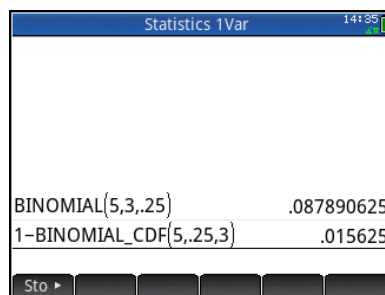 Statistics 1Var 14:35
∠π
BINOMIAL(5,3,.25) .087890625
1−BINOMIAL_CDF(5,.25,3) .015625
Sto ▸